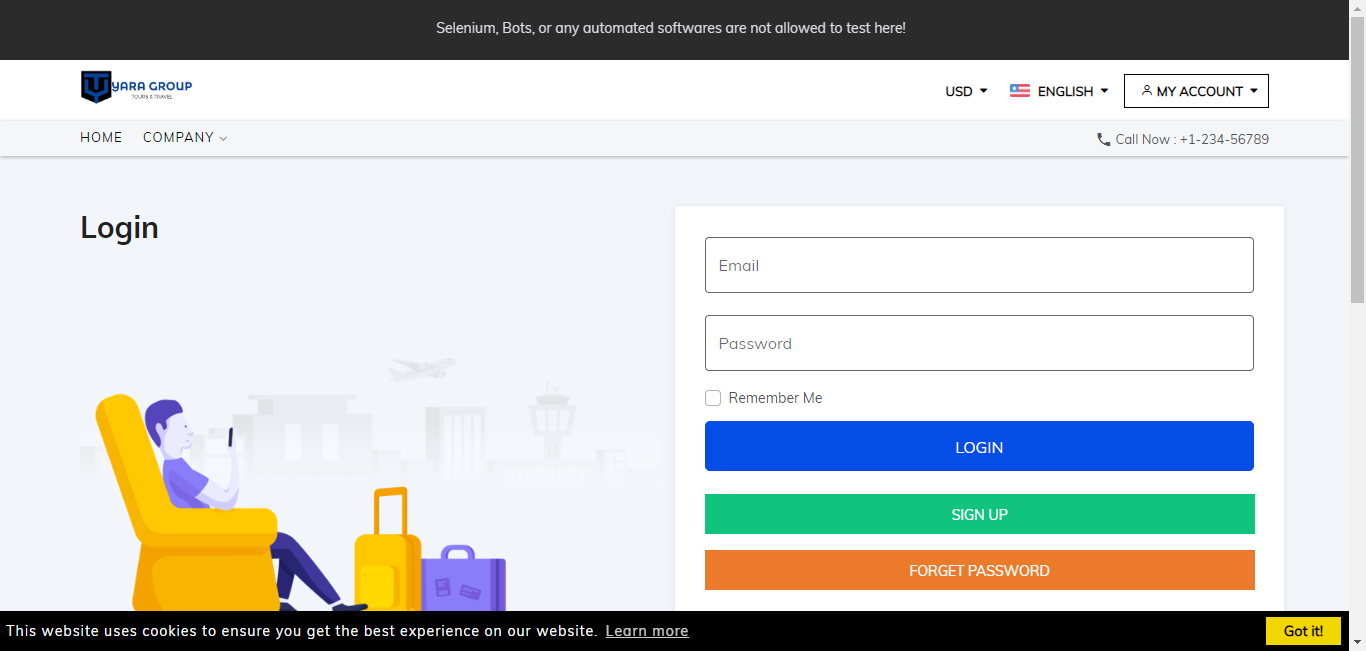 Selenium, Bots, or any automated softwares are not allowed to test here!
YARA GROUP
TOURS & TRAVEL
USD
ENGLISH
MY ACCOUNT
HOME
COMPANY
Call Now : +1-234-56789
Login
Email
Password
Remember Me
LOGIN
SIGN UP
FORGET PASSWORD
This website uses cookies to ensure you get the best experience on our website. Learn more
Got it!